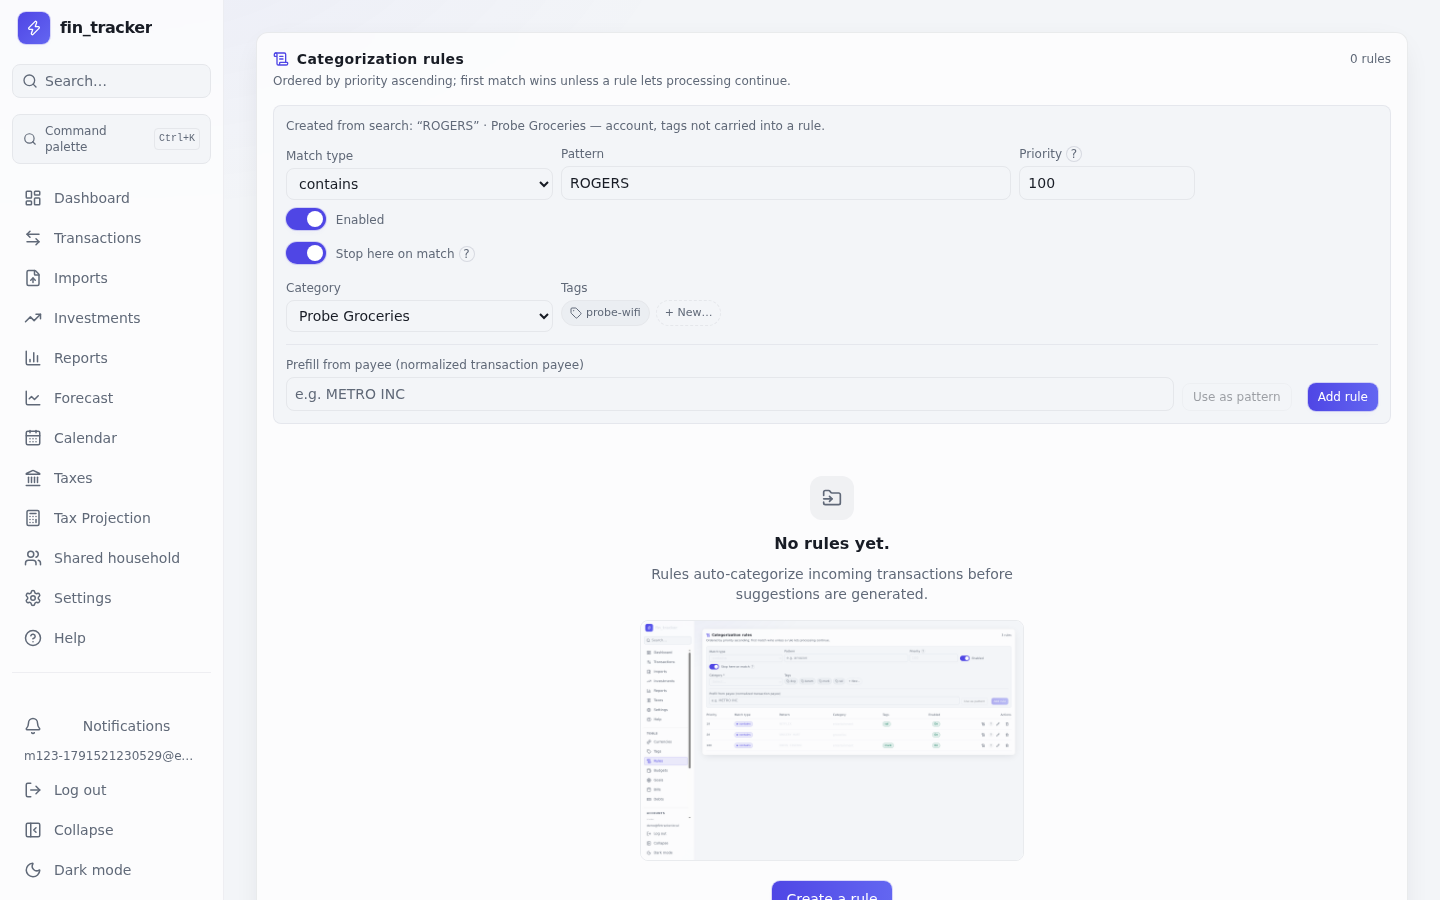 fin_tracker
Search...
Command palette
Ctrl+K
Dashboard
Transactions
Imports
Investments
Reports
Forecast
Calendar
Taxes
Tax Projection
Shared household
Settings
Help
Notifications
m123-1791521230529@e...
Log out
Collapse
Dark mode
Categorization rules
0 rules
Ordered by priority ascending; first match wins unless a rule lets processing continue.
Created from search: “ROGERS” · Probe Groceries — account, tags not carried into a rule.
Match type
Pattern
Priority ?
contains
ROGERS
100
Enabled
Stop here on match ?
Category
Tags
Probe Groceries
probe-wifi
+ New...
Prefill from payee (normalized transaction payee)
e.g. METRO INC
Use as pattern
Add rule
No rules yet.
Rules auto-categorize incoming transactions before
suggestions are generated.
Categorization rules
Create a rule